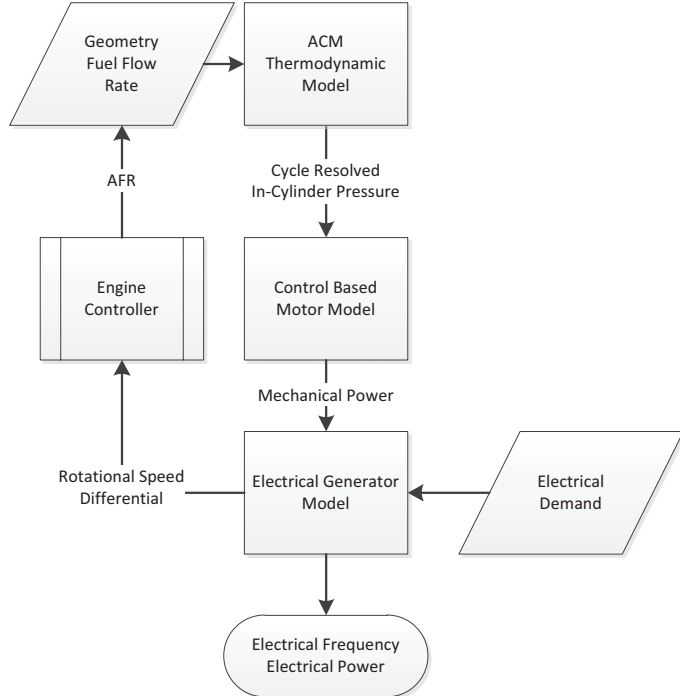 Geometry
Fuel Flow
Rate
ACM
Thermodynamic
Model
AFR
Cycle Resolved
In-Cylinder Pressure
Engine
Controller
Control Based
Motor Model
Mechanical Power
Rotational Speed
Differential
Electrical Generator
Model
Electrical
Demand
Electrical Frequency
Electrical Power